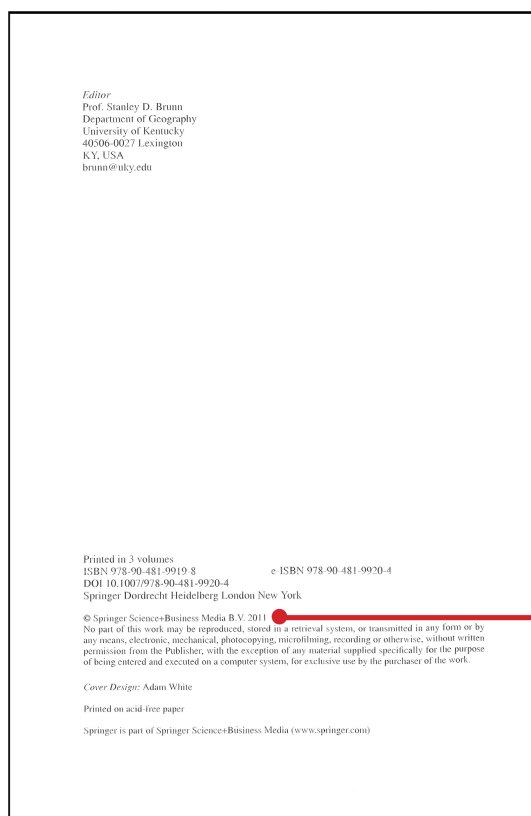 Editor
Prof. Stanley D. Brunn
Department of Geography
University of Kentucky
40506-0027 Lexington
KY, USA
brunn@uky.edu
Printed in 3 volumes
ISBN 978-90-481-9919-8 e-ISBN 978-90-481-9920-4
DOI 10.1007/978-90-481-9920-4
Springer Dordrecht Heidelberg London New York
© Springer Science+Business Media B.V. 2011
No part of this work may be reproduced, stored in a retrieval system, or transmitted in any form or by
any means, electronic, mechanical, photocopying, microfilming, recording or otherwise, without written
permission from the Publisher, with the exception of any material supplied specifically for the purpose
of being entered and executed on a computer system, for exclusive use by the purchaser of the work.
Cover Design: Adam White
Printed on acid-free paper
Springer is part of Springer Science+Business Media (www.springer.com)